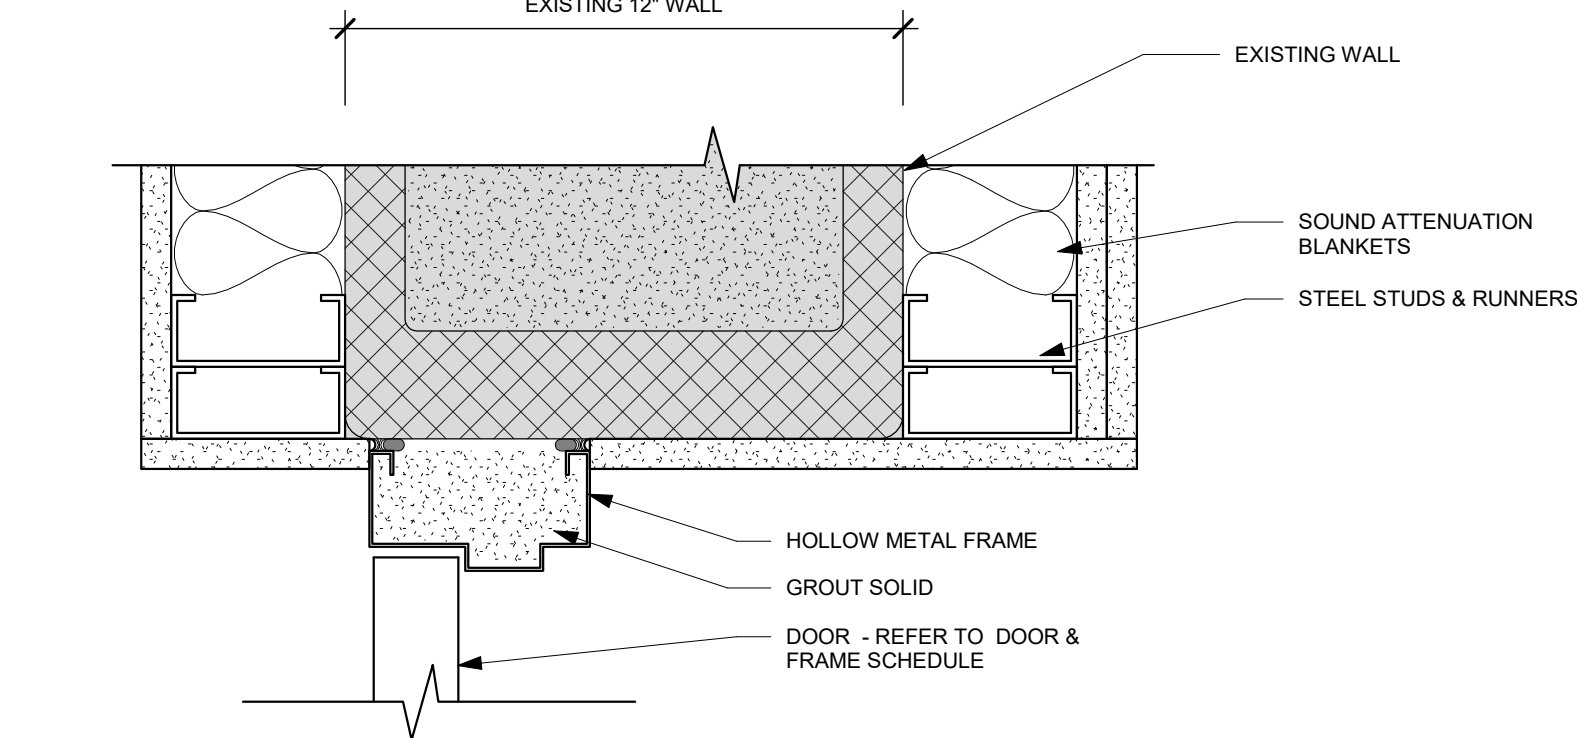 EXISTING 12" WALL
EXISTING WALL
SOUND ATTENUATION
BLANKETS
STEEL STUDS & RUNNERS
HOLLOW METAL FRAME
GROUT SOLID
DOOR - REFER TO DOOR &
FRAME SCHEDULE